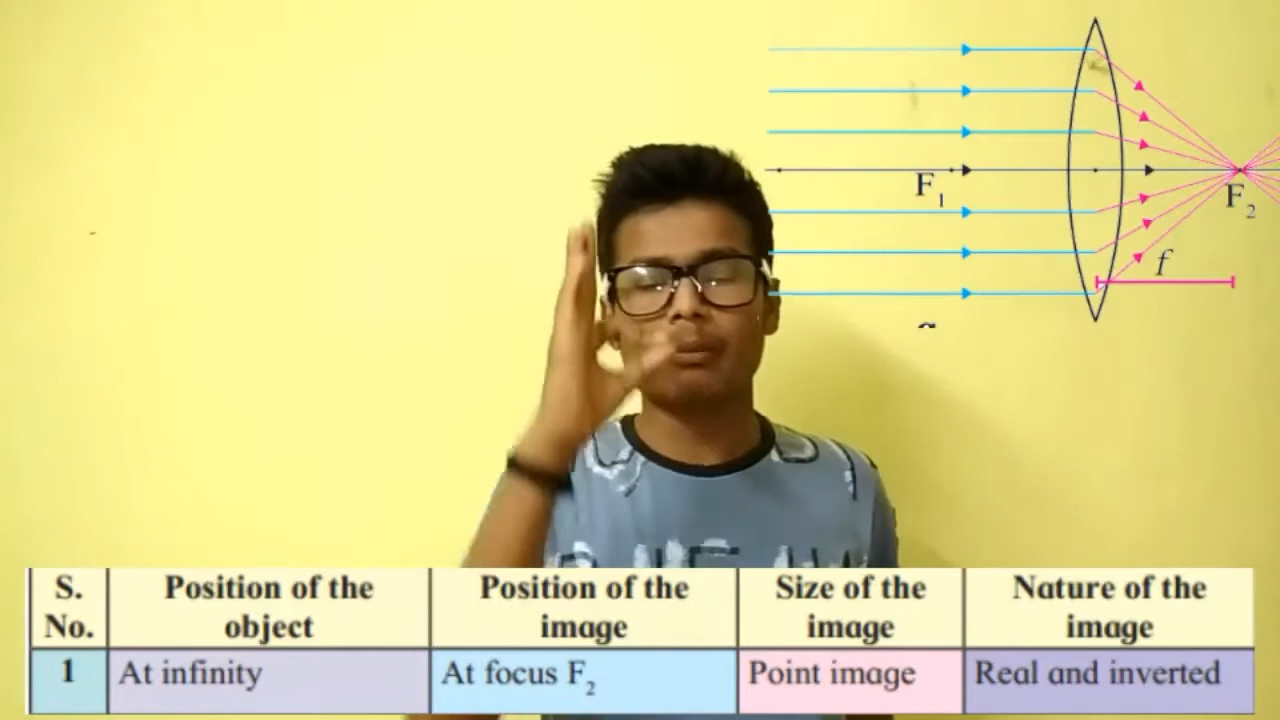 F1
F2
f
S. No.
Position of the object
Position of the image
Size of the image
Nature of the image
1
At infinity
At focus F2
Point image
Real and inverted